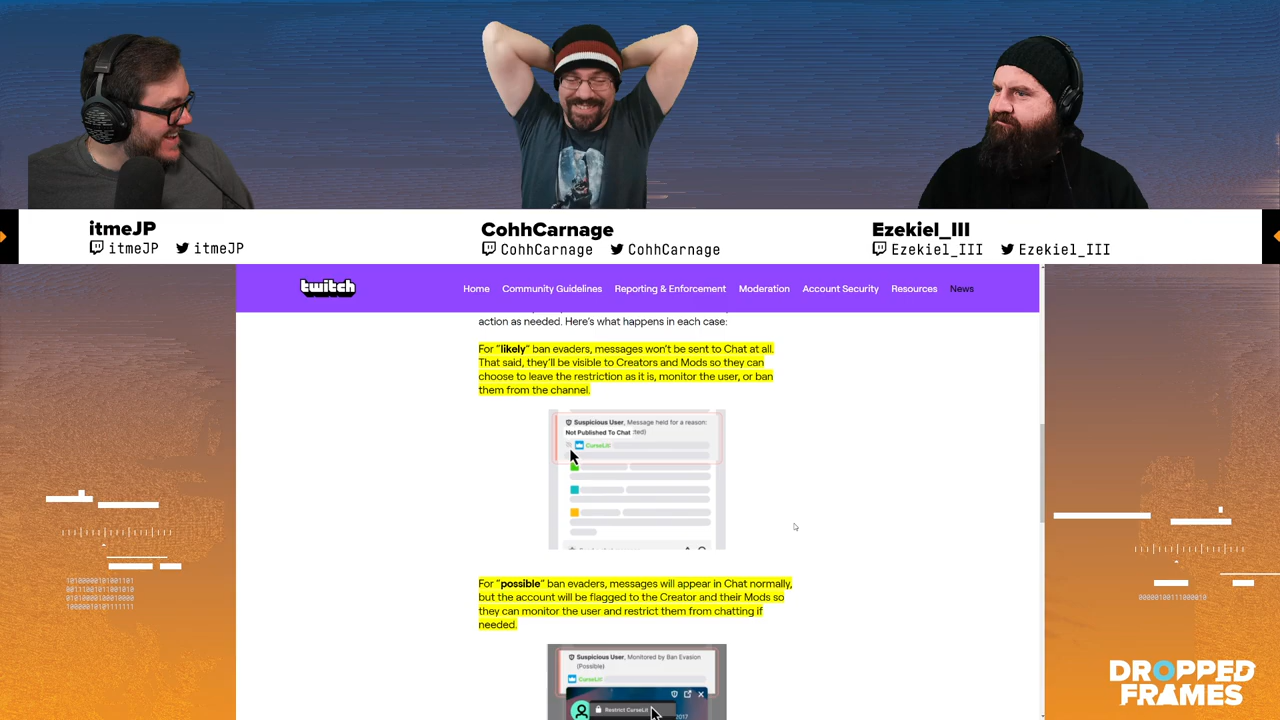 itmeJP
itmeJP itmeJP
CohhCarnage
CohhCarnage CohhCarnage
Ezekiel_III
Ezekiel_III Ezekiel_III
twitch Home Community Guidelines Reporting & Enforcement Moderation Account Security Resources News
action as needed. Here's what happens in each case:
For "likely" ban evaders, messages won't be sent to Chat at all.
That said, they'll be visible to Creators and Mods so they can
choose to leave the restriction as it is, monitor the user, or ban
them from the channel.
Suspicious User, Message held for a reason:
Not Published To Chat
CurseLit
For "possible" ban evaders, messages will appear in Chat normally,
but the account will be flagged to the Creator and their Mods so
they can monitor the user and restrict them from chatting if
needed.
Suspicious User, Monitored by Ban Evasion
(Possible)
CurseLit
Restrict CurseLit
2017
DROPPED
FRAMES